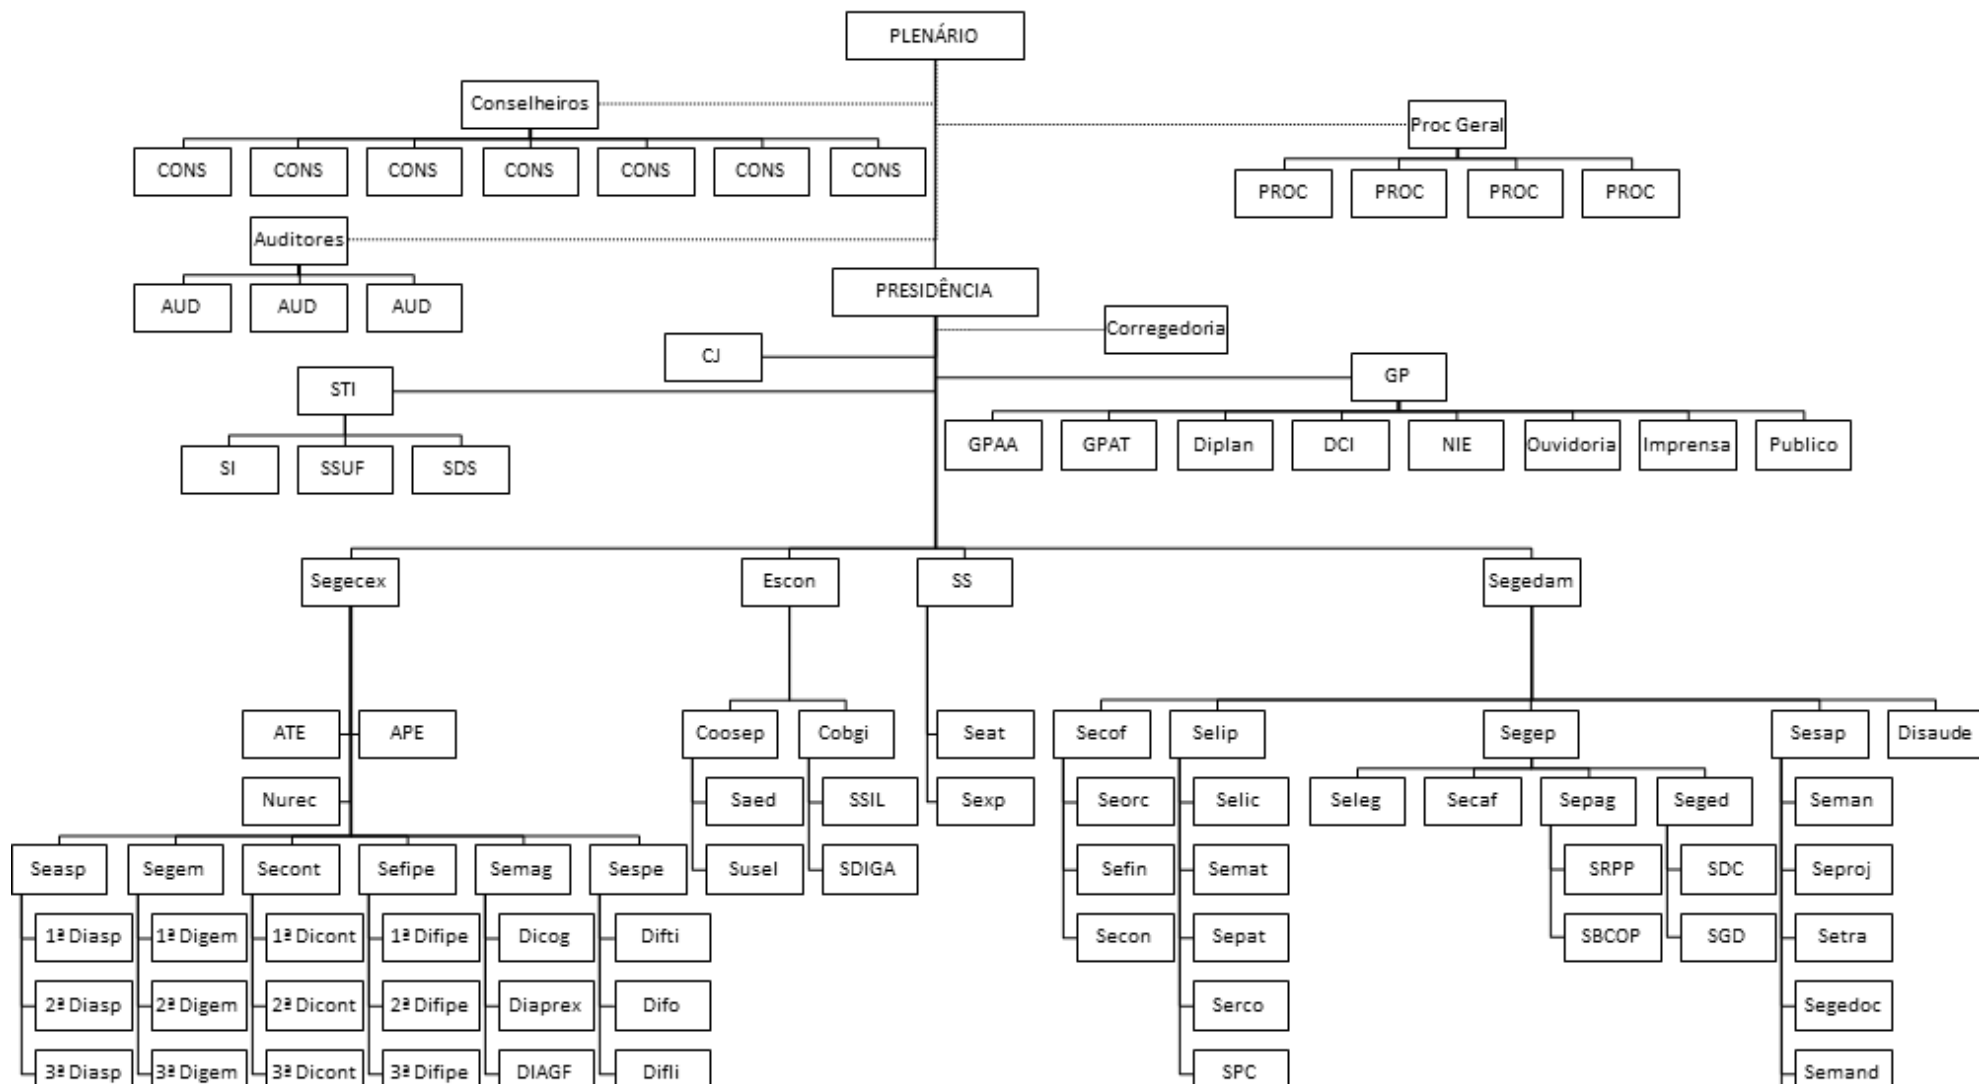 PLENÁRIO
Conselheiros
Proc Geral
CONS
CONS
CONS
CONS
CONS
CONS
CONS
PROC
PROC
PROC
PROC
Auditores
AUD
AUD
AUD
PRESIDÊNCIA
Corregedoria
CJ
GP
STI
GPAA
GPAT
Diplan
DCI
NIE
Ouvidoria
Imprensa
Publico
SI
SSUF
SDS
Segecex
Escon
SS
Segedam
ATE
APE
Coosep
Cobgi
Seat
Secof
Selip
Segep
Sesap
Disaude
Nurec
Saed
SSIL
Sexp
Seorc
Selic
Seleg
Secaf
Sepag
Seged
Seman
Seasp
Segem
Secont
Sefipe
Semag
Sespe
Susel
SDIGA
Sefin
Semat
SRPP
SDC
Seproj
1ª Diasp
1ª Digem
1ª Dicont
1ª Difipe
Dicog
Difti
Secon
Sepat
SBCOP
SGD
Setra
2ª Diasp
2ª Digem
2ª Dicont
2ª Difipe
Diaprex
Difo
Serco
Segedoc
3ª Diasp
3ª Digem
3ª Dicont
3ª Difipe
DIAGF
Difli
SPC
Semand